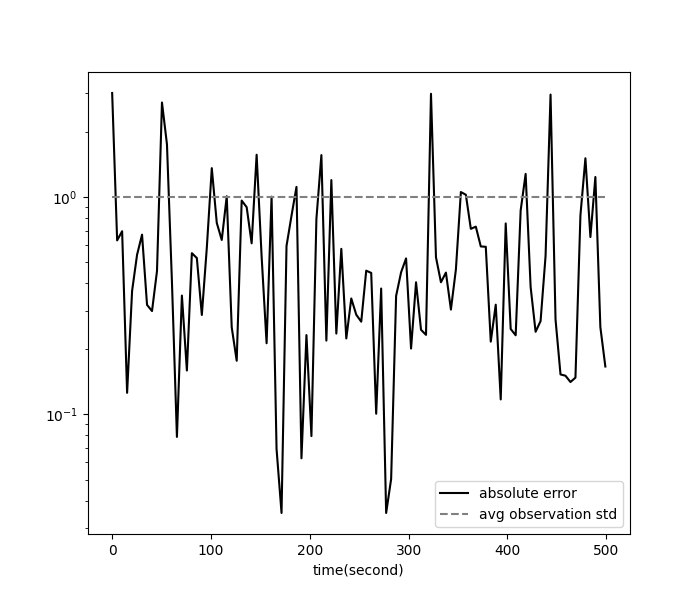 10⁰
10⁻¹
0 100 200 300 400 500
time(second)
absolute error
avg observation std